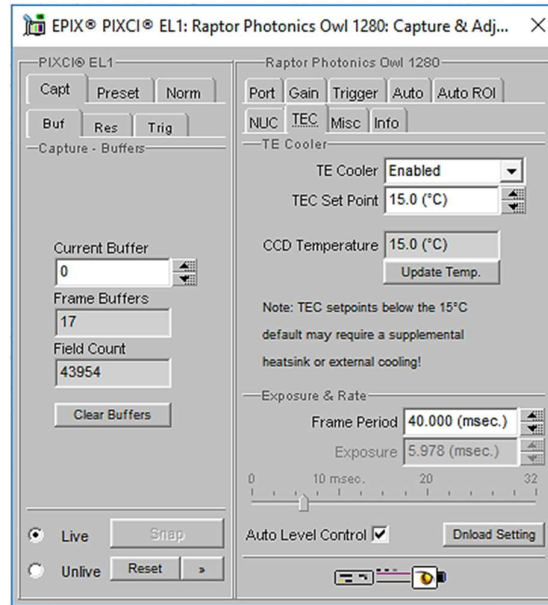 EPIX® PIXCI® EL1: Raptor Photonics Owl 1280: Capture & Adj...
PIXCI® EL1
Capt Preset Norm
Buf Res Trig
Capture - Buffers
Current Buffer
0
Frame Buffers
17
Field Count
43954
Clear Buffers
Live Snap
Unlive Reset »
Raptor Photonics Owl 1280
Port Gain Trigger Auto Auto ROI
NUC TEC Misc Info
TE Cooler
TE Cooler Enabled
TEC Set Point 15.0 (°C)
CCD Temperature 15.0 (°C)
Update Temp.
Note: TEC setpoints below the 15°C
default may require a supplemental
heatsink or external cooling!
Exposure & Rate
Frame Period 40.000 (msec.)
Exposure 5.978 (msec.)
0 10 msec. 20 32
Auto Level Control Dnload Setting